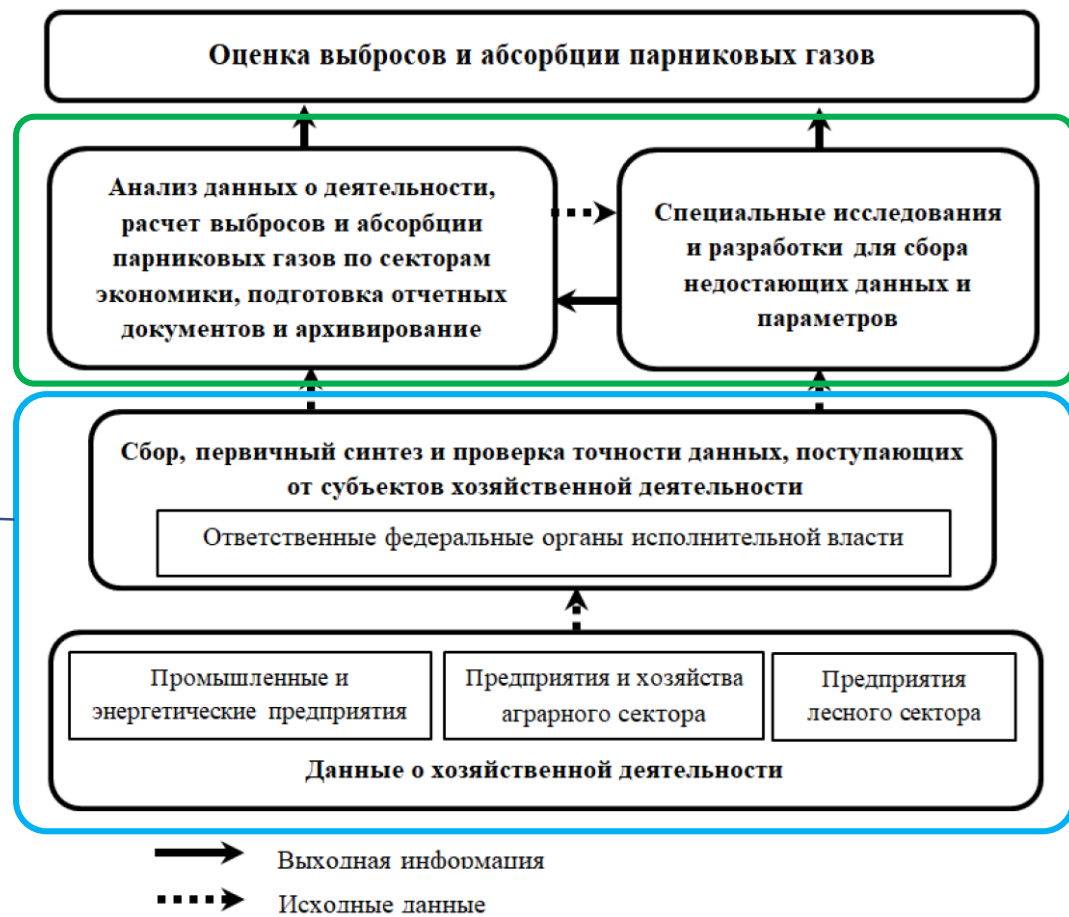 Оценка выбросов и абсорбции парниковых газов
Анализ данных о деятельности,
расчет выбросов и абсорбции
парниковых газов по секторам
экономики, подготовка отчетных
документов и архивирование
Специальные исследования
и разработки для сбора
недостающих данных и
параметров
Сбор, первичный синтез и проверка точности данных, поступающих
от субъектов хозяйственной деятельности
Ответственные федеральные органы исполнительной власти
Промышленные и
энергетические предприятия
Предприятия и хозяйства
аграрного сектора
Предприятия
лесного сектора
Данные о хозяйственной деятельности
Выходная информация
Исходные данные